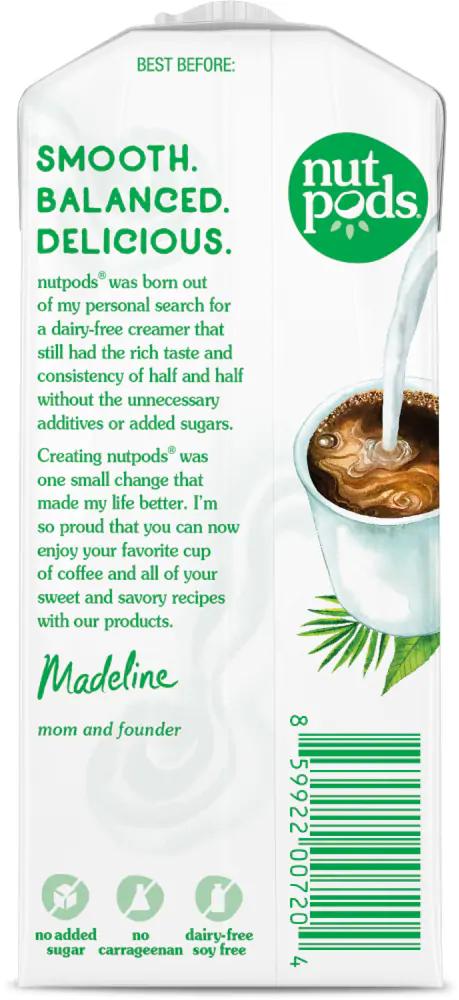 BEST BEFORE:
SMOOTH.
BALANCED.
DELICIOUS.
nutpods® was born out
of my personal search for
a dairy-free creamer that
still had the rich taste and
consistency of half and half
without the unnecessary
additives or added sugars.
Creating nutpods® was
one small change that
made my life better. I'm
so proud that you can now
enjoy your favorite cup
of coffee and all of your
sweet and savory recipes
with our products.
Madeline
mom and founder
no added
sugar
no
carrageenan
dairy-free
soy free
nut
pods®
8 59922 00720 4